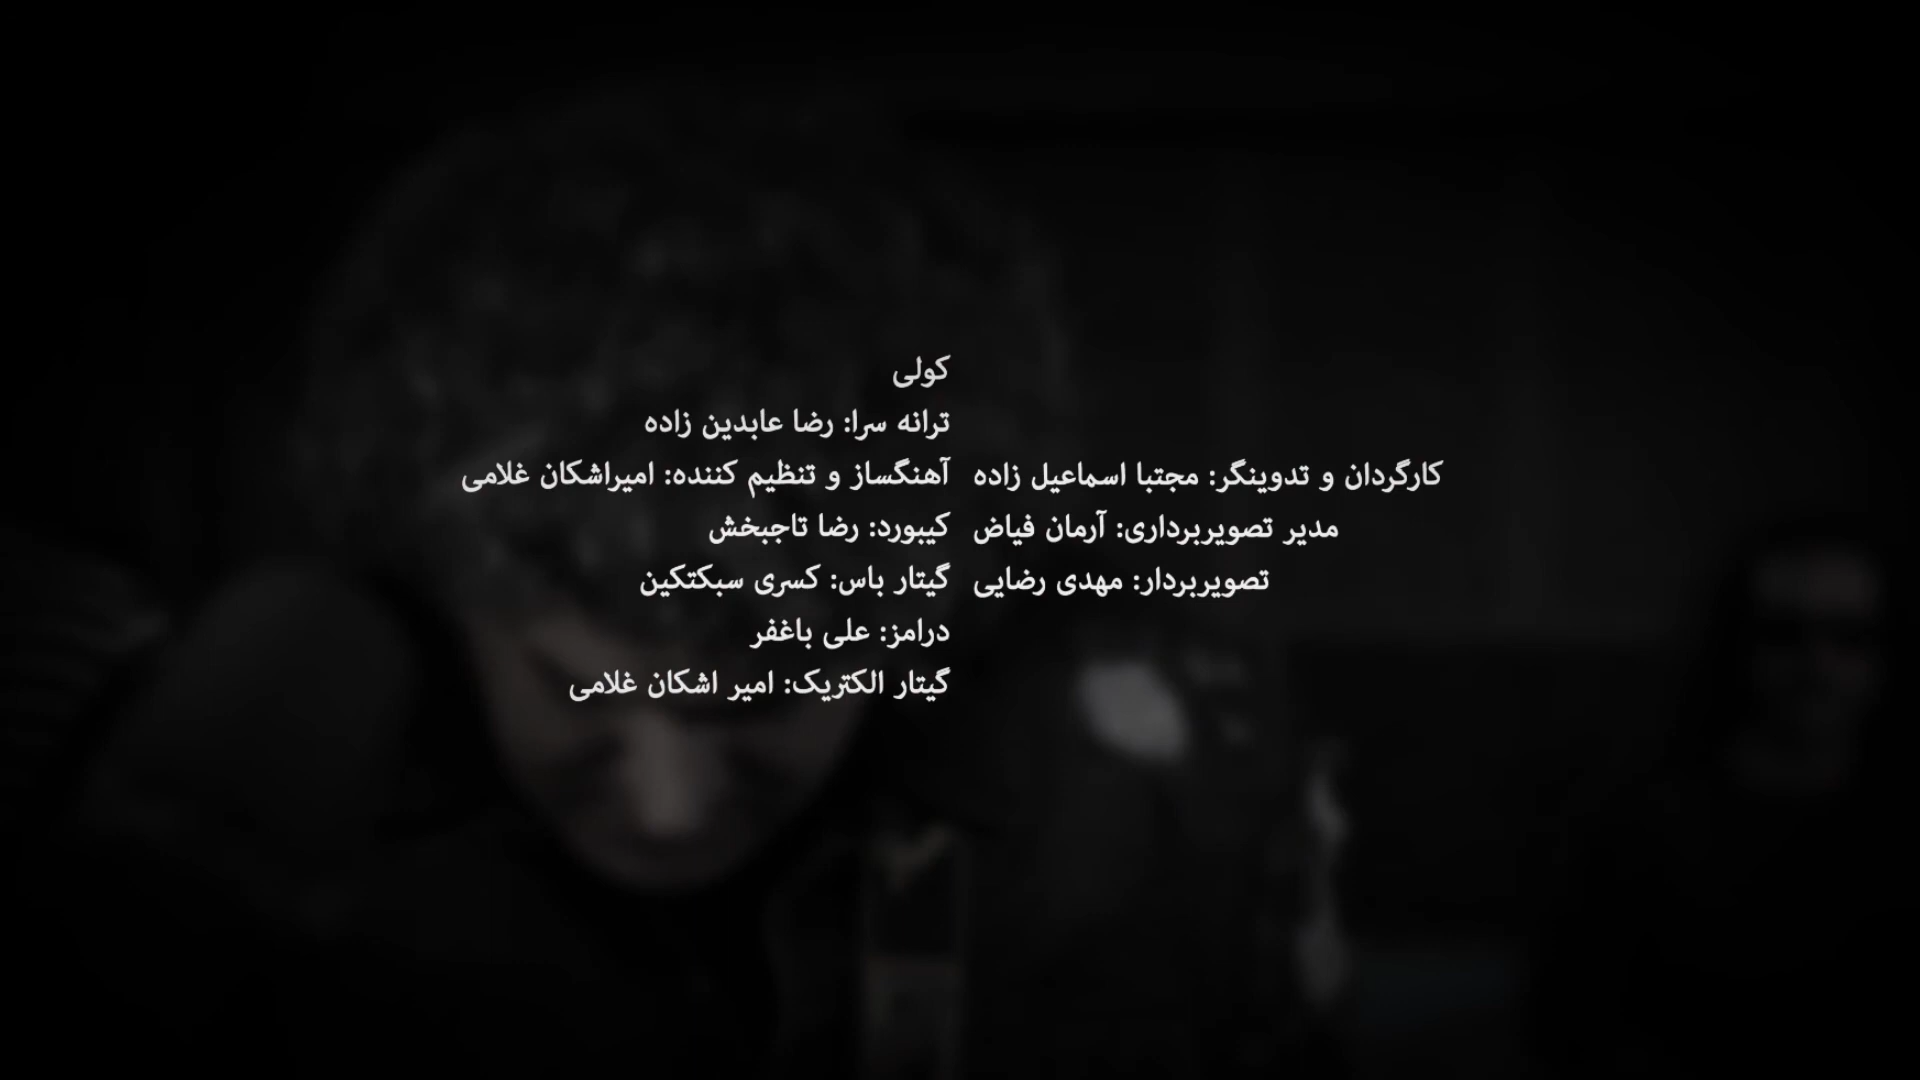 کولی
ترانه سرا: رضا عابدین زاده
آهنگساز و تنظیم کننده: امیراشکان غلامی
کیبورد: رضا تاجبخش
گیتار باس: کسری سبکتکین
درامز: علی باغفر
گیتار الکتریک: امیر اشکان غلامی
کارگردان و تدوینگر: مجتبا اسماعیل زاده
مدیر تصویربرداری: آرمان فیاض
تصویربردار: مهدی رضایی